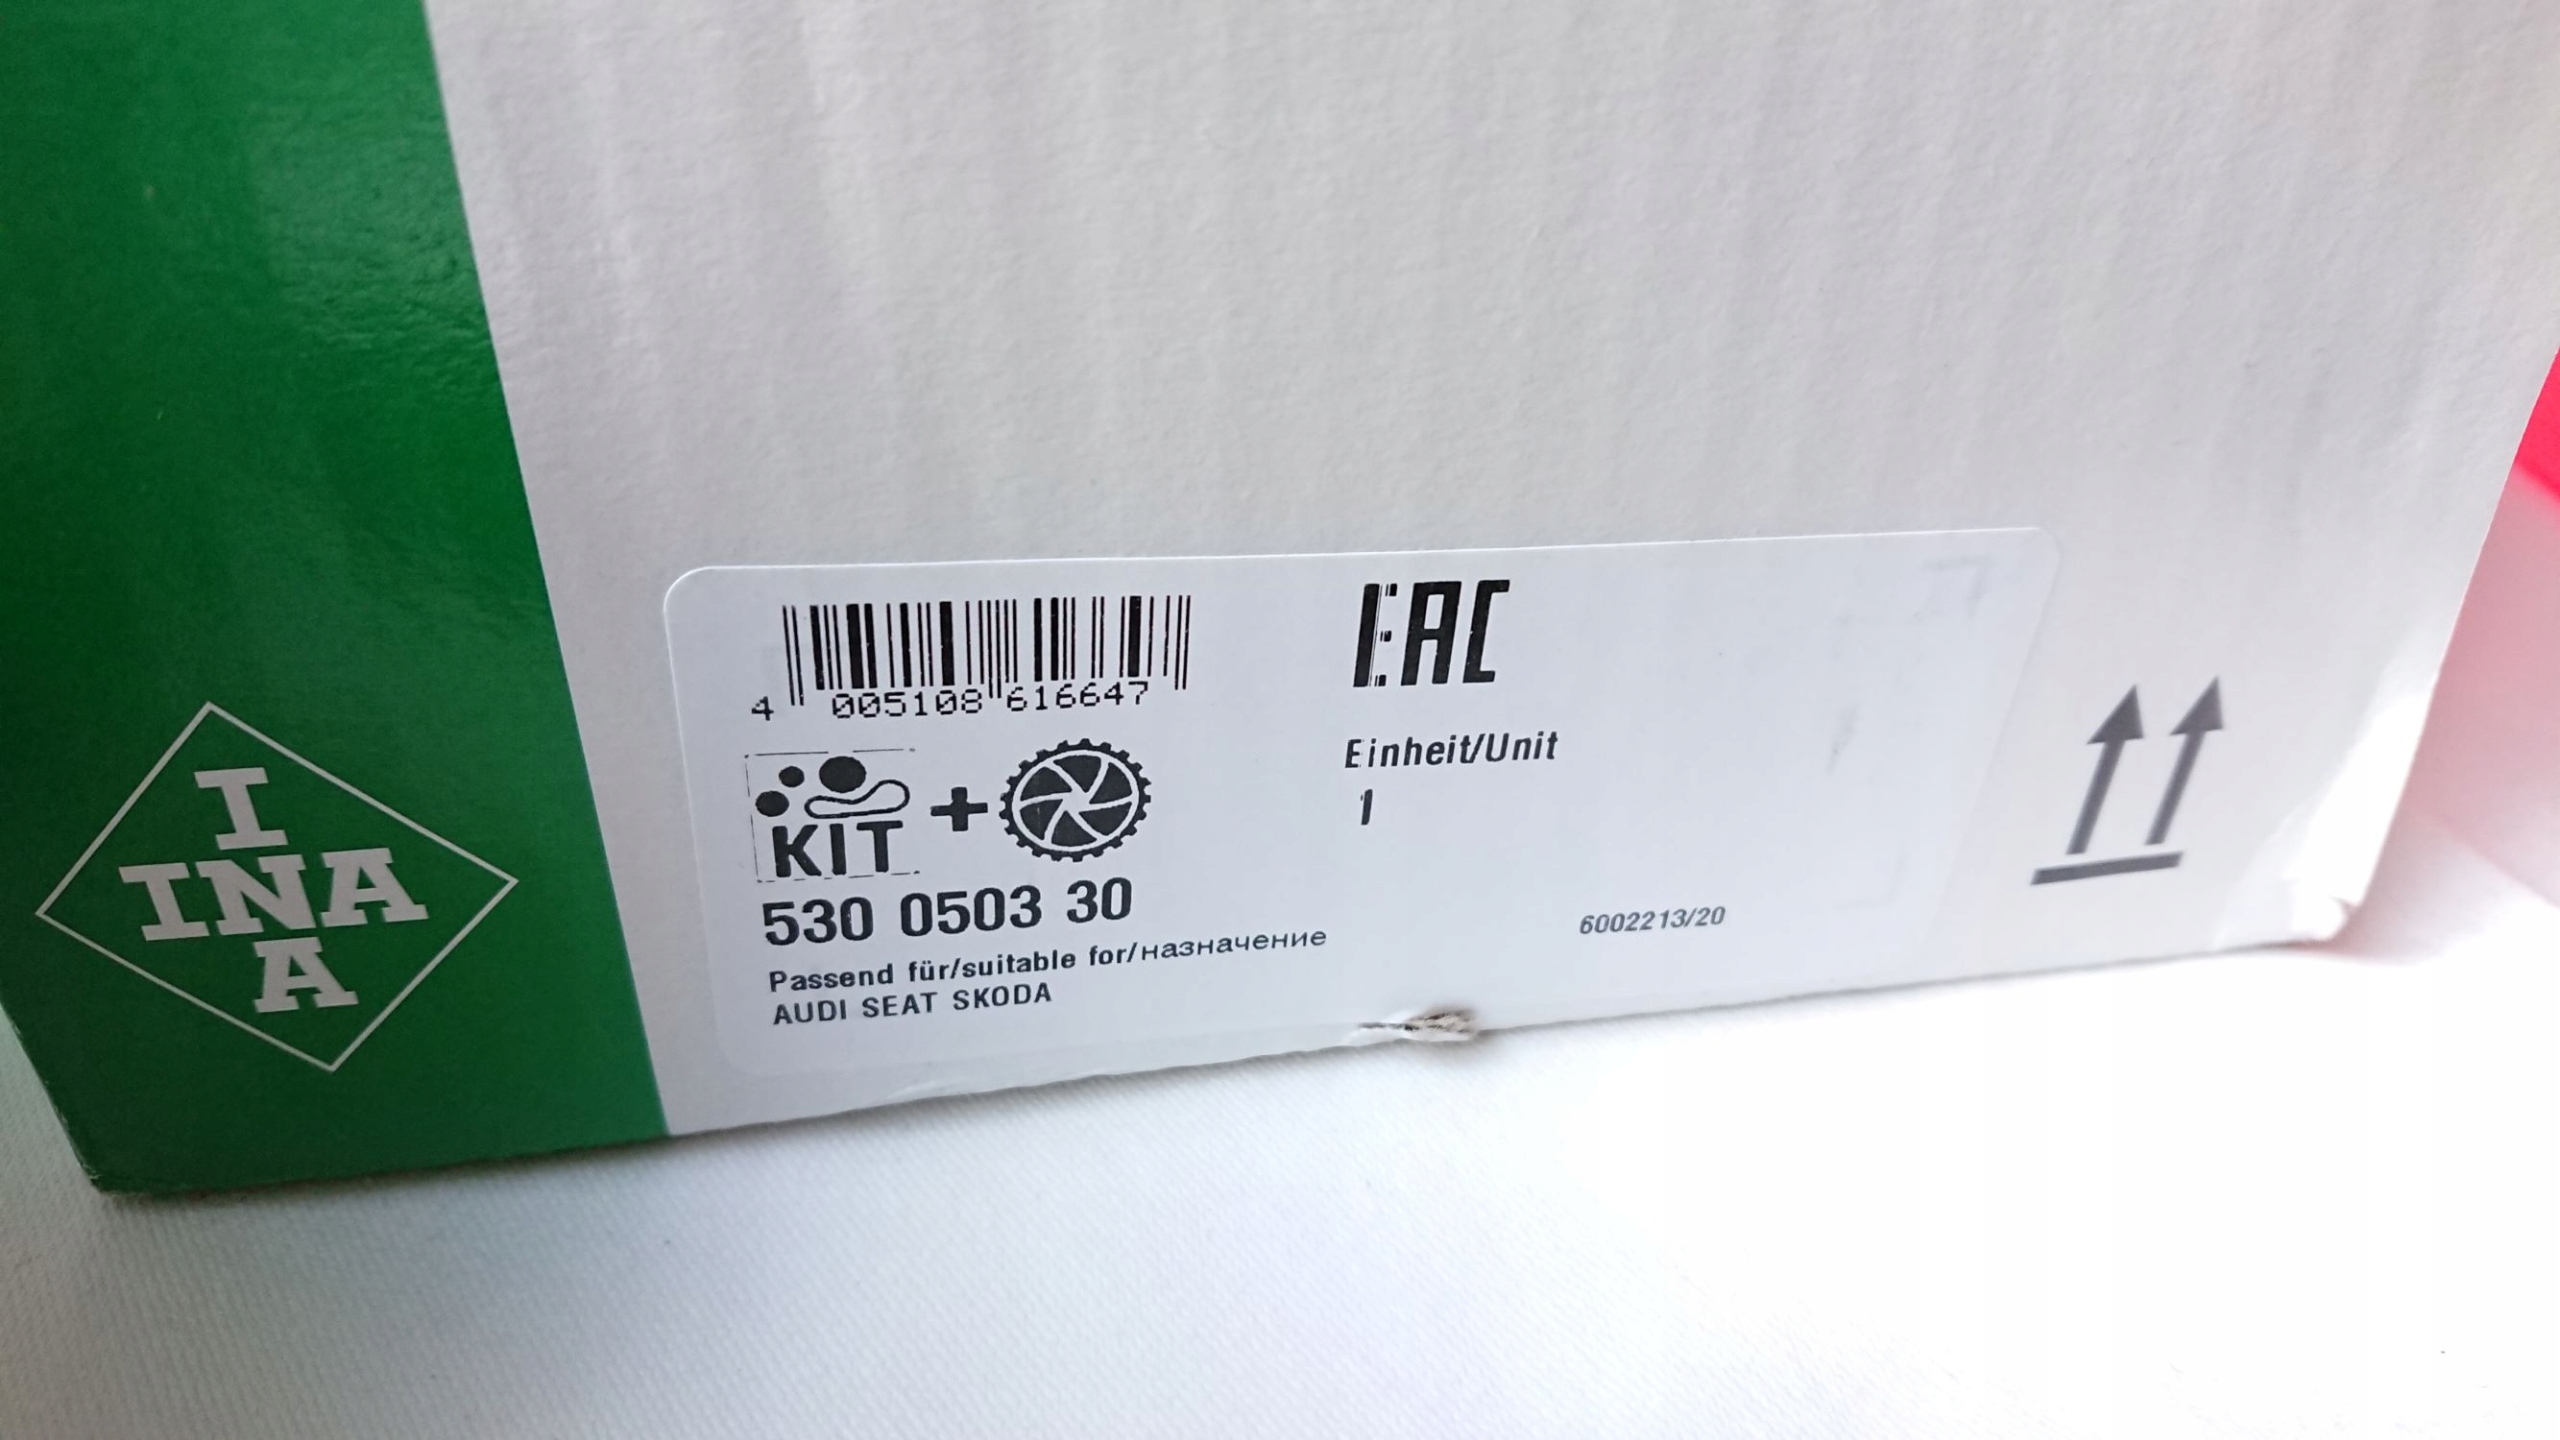 I
INA
A
4 005108 616647
EAC
Einheit/Unit
1
KIT +
530 0503 30
Passend für/suitable for/назначение
AUDI SEAT SKODA
6002213/20